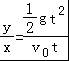 y/x = (1/2 g t²)/(v₀ t)